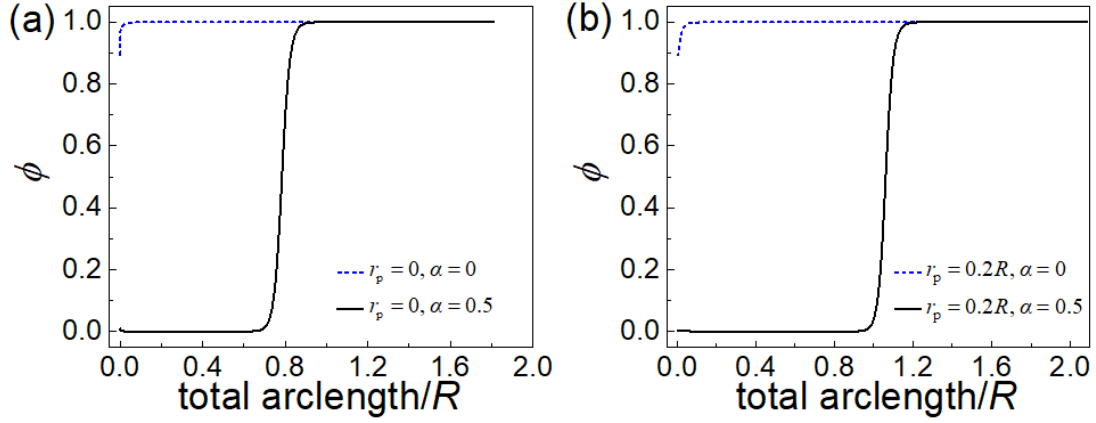 (a)
1.0
0.8
0.6
0.4
0.2
0.0
ϕ
r_p = 0, α = 0
r_p = 0, α = 0.5
0.0 0.4 0.8 1.2 1.6 2.0
total arclength/R
(b)
1.0
0.8
0.6
0.4
0.2
0.0
ϕ
r_p = 0.2R, α = 0
r_p = 0.2R, α = 0.5
0.0 0.4 0.8 1.2 1.6 2.0
total arclength/R